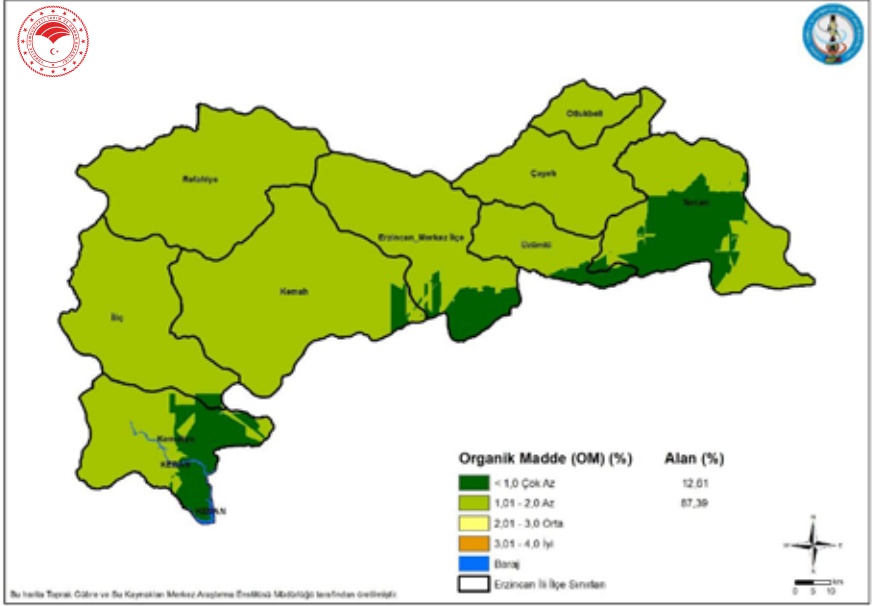 Otlukbeli
Refahiye
Çayırlı
Tercan
Erzincan_Merkez İlçe
Üzümlü
Kemah
İliç
Kemaliye
KEBAN
KEBAN
Organik Madde (OM) (%) Alan (%)
< 1,0 Çok Az 12,61
1,01 - 2,0 Az 87,39
2,01 - 3,0 Orta
3,01 - 4,0 İyi
Baraj
Erzincan İli İlçe Sınırları
N
W E
S
km
0 5 10
Bu harita Toprak Gübre ve Su Kaynakları Merkez Araştırma Enstitüsü Müdürlüğü tarafından üretilmiştir.